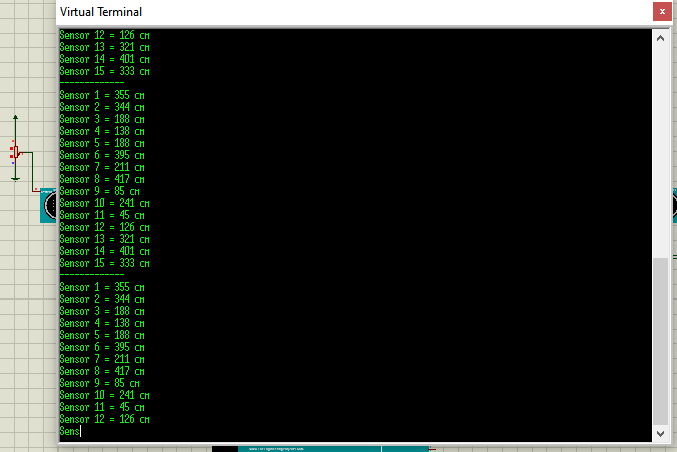 Virtual Terminal
Sensor 12 = 126 cm
Sensor 13 = 321 cm
Sensor 14 = 401 cm
Sensor 15 = 333 cm
-------------
Sensor 1 = 355 cm
Sensor 2 = 344 cm
Sensor 3 = 188 cm
Sensor 4 = 138 cm
Sensor 5 = 188 cm
Sensor 6 = 395 cm
Sensor 7 = 211 cm
Sensor 8 = 417 cm
Sensor 9 = 85 cm
Sensor 10 = 241 cm
Sensor 11 = 45 cm
Sensor 12 = 126 cm
Sensor 13 = 321 cm
Sensor 14 = 401 cm
Sensor 15 = 333 cm
-------------
Sensor 1 = 355 cm
Sensor 2 = 344 cm
Sensor 3 = 188 cm
Sensor 4 = 138 cm
Sensor 5 = 188 cm
Sensor 6 = 395 cm
Sensor 7 = 211 cm
Sensor 8 = 417 cm
Sensor 9 = 85 cm
Sensor 10 = 241 cm
Sensor 11 = 45 cm
Sensor 12 = 126 cm
Sens